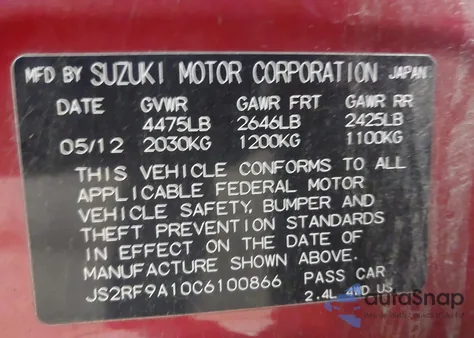 MFD BY SUZUKI MOTOR CORPORATION JAPAN
DATE GVWR GAWR FRT GAWR RR
4475LB 2646LB 2425LB
05/12 2030KG 1200KG 1100KG
THIS VEHICLE CONFORMS TO ALL
APPLICABLE FEDERAL MOTOR
VEHICLE SAFETY, BUMPER AND
THEFT PREVENTION STANDARDS
IN EFFECT ON THE DATE OF
MANUFACTURE SHOWN ABOVE
JS2RF9A10C6100866 PASS CAR
2.4L 4WD US
autoSnap